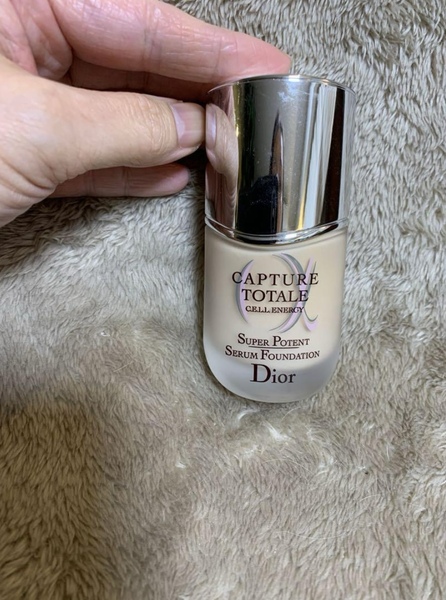 CAPTURE
TOTALE
C.E.L.L. ENERGY
SUPER POTENT
SERUM FOUNDATION
Dior